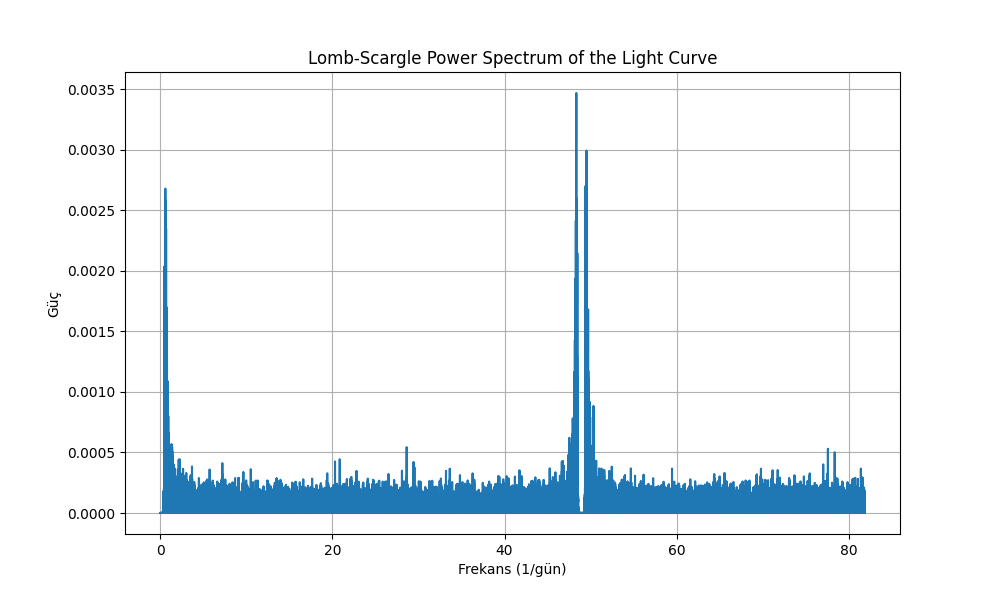 Lomb-Scargle Power Spectrum of the Light Curve
0.0035
0.0030
0.0025
0.0020
0.0015
0.0010
0.0005
0.0000
Güç
0 20 40 60 80
Frekans (1/gün)